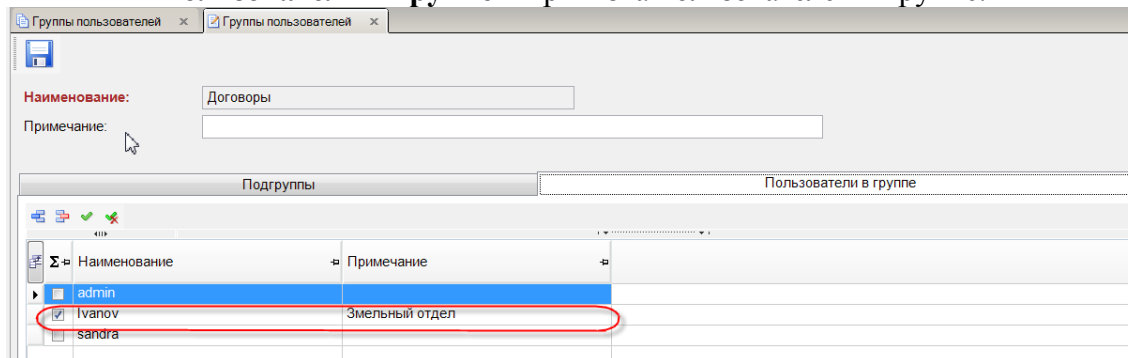 Группы пользователей
Группы пользователей
Наименование: Договоры
Примечание:
Подгруппы Пользователи в группе
Σ Наименование Примечание
admin
Ivanov Змельный отдел
sandra